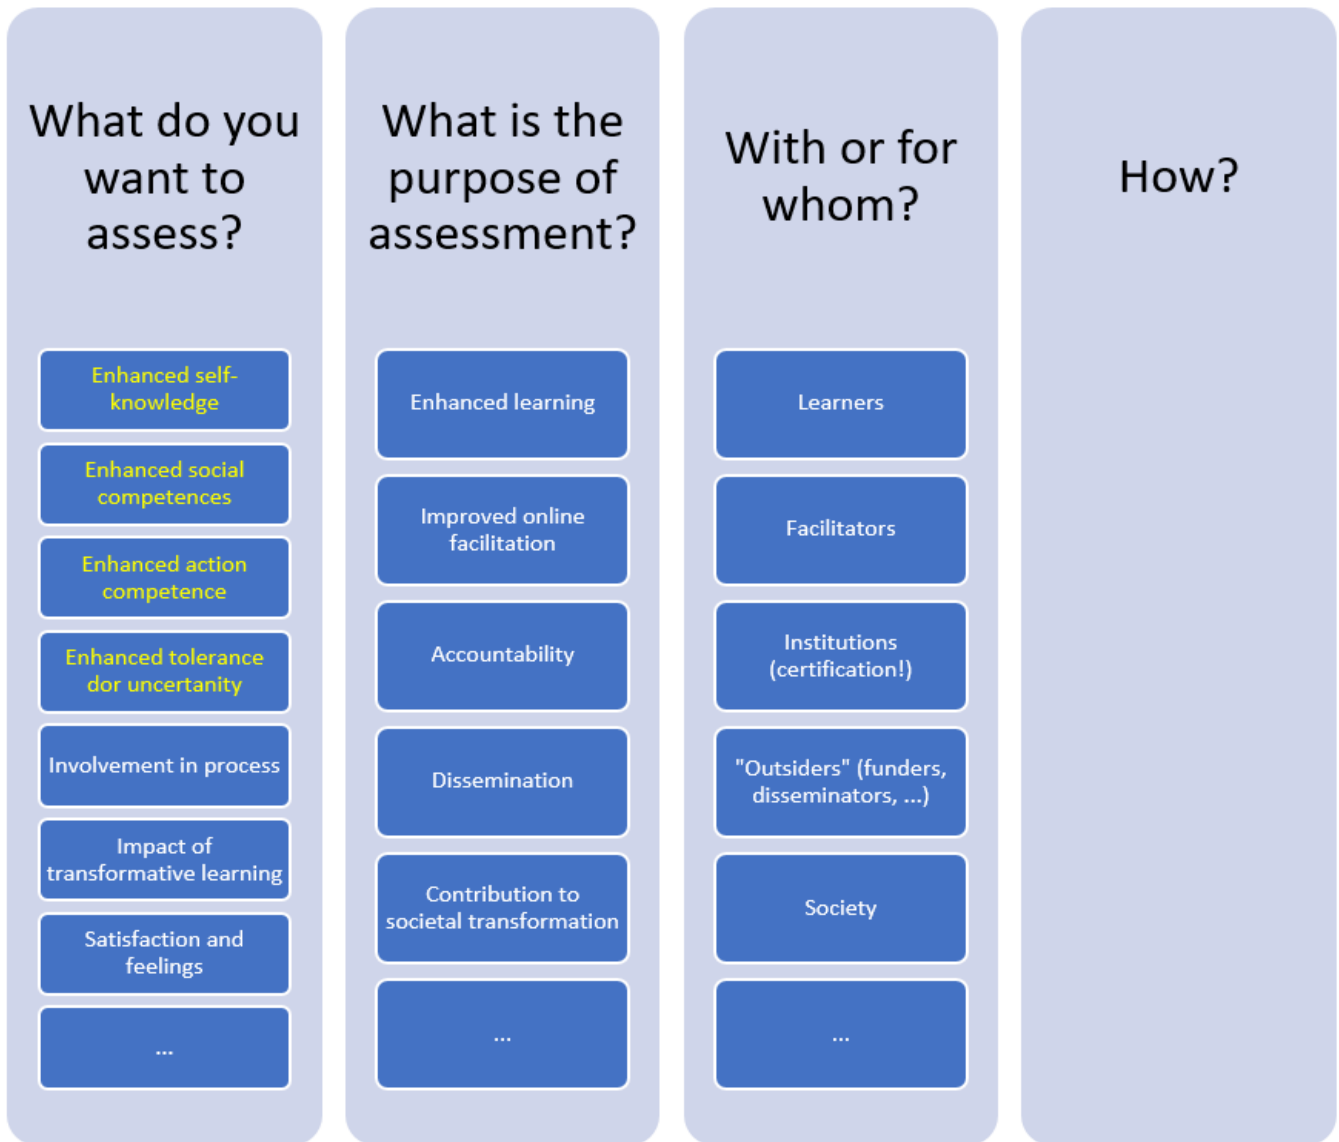 What do you
want to
assess?
Enhanced self-
knowledge
Enhanced social
competences
Enhanced action
competence
Enhanced tolerance
dor uncertanity
Involvement in process
Impact of
transformative learning
Satisfaction and
feelings
...
What is the
purpose of
assessment?
Enhanced learning
Improved online
facilitation
Accountability
Dissemination
Contribution to
societal transformation
...
With or for
whom?
Learners
Facilitators
Institutions
(certification!)
"Outsiders" (funders,
disseminators, ...)
Society
...
How?